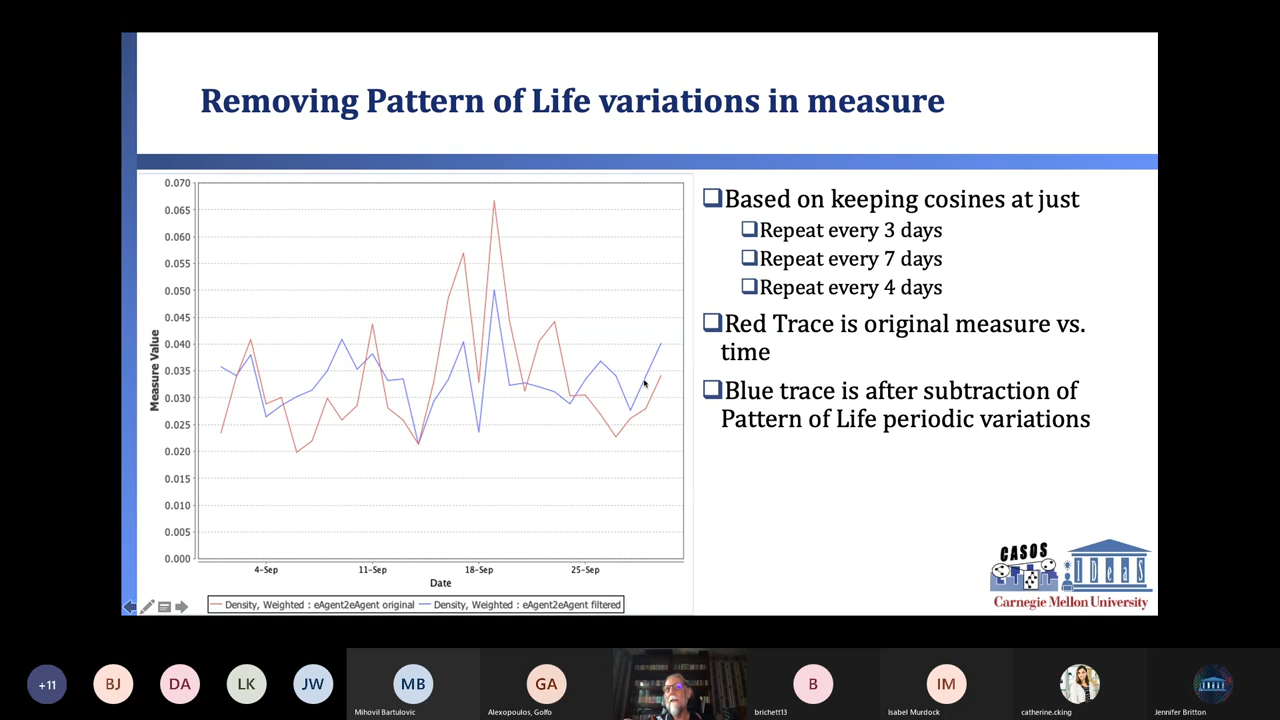 Removing Pattern of Life variations in measure
0.070
0.065
0.060
0.055
0.050
0.045
0.040
0.035
0.030
0.025
0.020
0.015
0.010
0.005
0.000
Measure Value
4-Sep
11-Sep
18-Sep
25-Sep
Date
Density, Weighted : eAgent2eAgent original
Density, Weighted : eAgent2eAgent filtered
Based on keeping cosines at just
Repeat every 3 days
Repeat every 7 days
Repeat every 4 days
Red Trace is original measure vs.
time
Blue trace is after subtraction of
Pattern of Life periodic variations
CASOS
IDeaS
Carnegie Mellon University
+11
BJ
DA
LK
JW
MB
Mihovil Bartulovic
GA
Alexopoulos, Golfo
B
brichett13
IM
Isabel Murdock
catherine.cking
Jennifer Britton